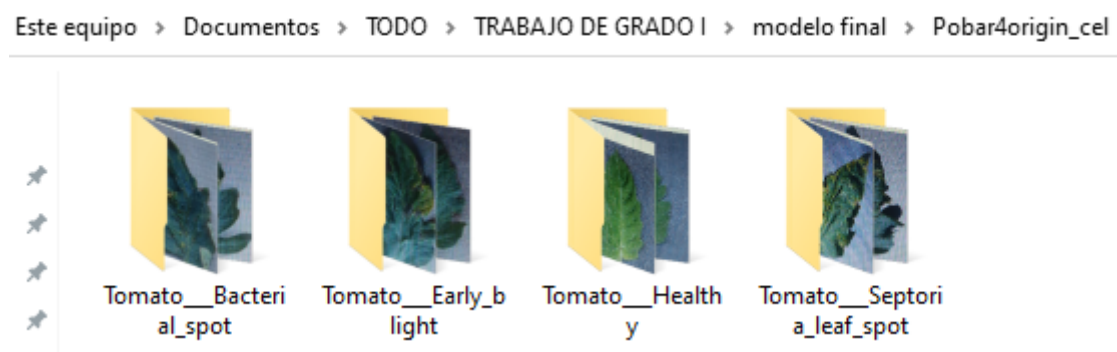 Este equipo > Documentos > TODO > TRABAJO DE GRADO I > modelo final > Pobar4origin_cel
Tomato___Bacteri
al_spot
Tomato___Early_b
light
Tomato___Health
y
Tomato___Septori
a_leaf_spot